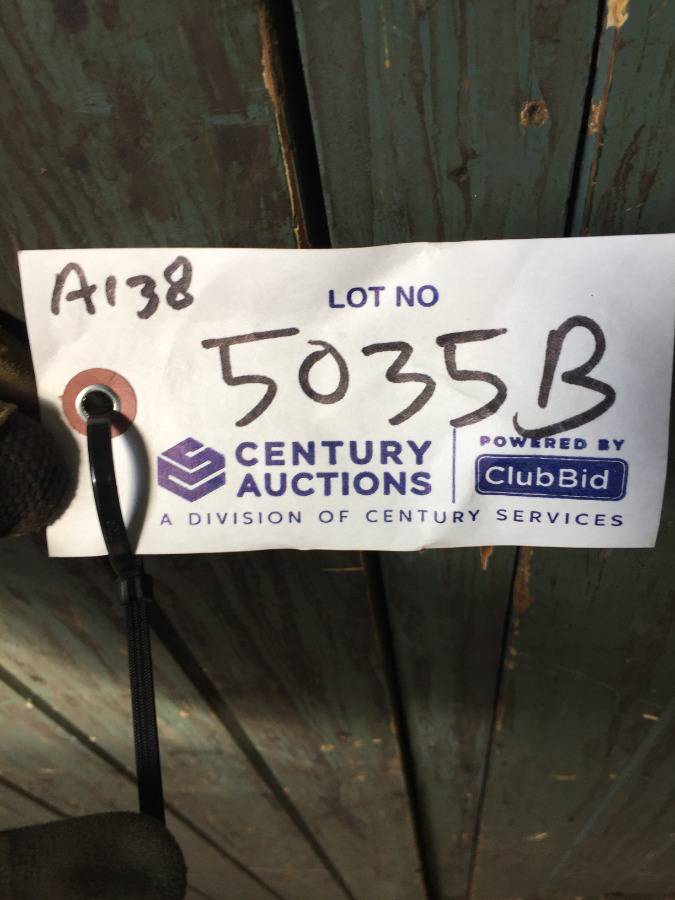 A138
LOT NO
5035B
CENTURY
AUCTIONS
POWERED BY
ClubBid
A DIVISION OF CENTURY SERVICES